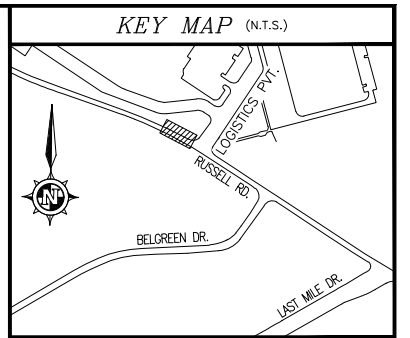 KEY MAP (N.T.S.)
LOGISTICS PVT.
RUSSELL RD.
N
BELGREEN DR.
LAST MILE DR.